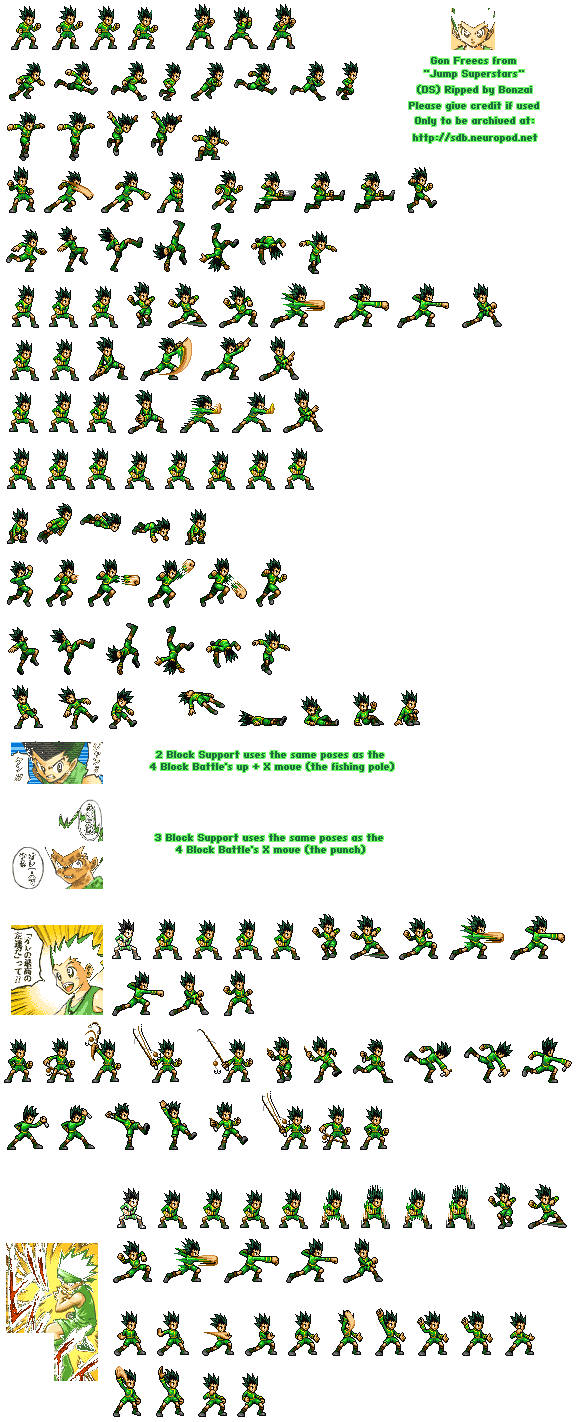 Gon Freecs from
"Jump Superstars"
(DS) Ripped by Bonzai
Please give credit if used
Only to be archived at:
http://sdb.neuropod.net
2 Block Support uses the same poses as the
4 Block Battle's up + X move (the fishing pole)
3 Block Support uses the same poses as the
4 Block Battle's X move (the punch)